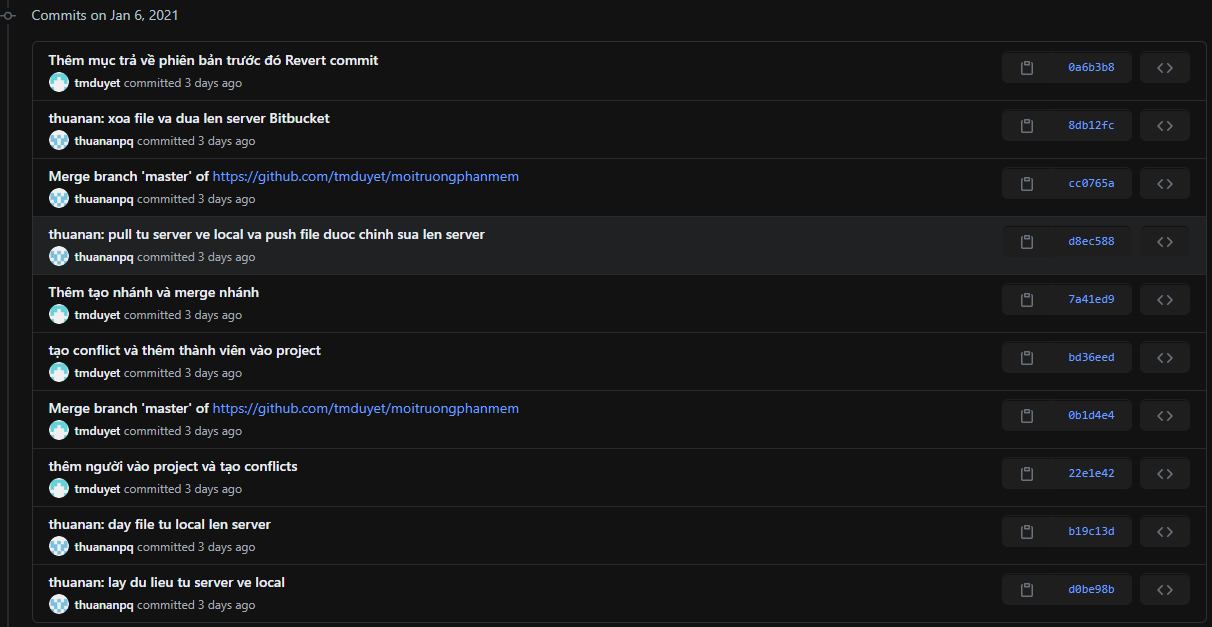 Commits on Jan 6, 2021
Thêm mục trả về phiên bản trước đó Revert commit
tmduyet committed 3 days ago
0a6b3b8
thuanan: xoa file va dua len server Bitbucket
thuananpq committed 3 days ago
8db12fc
Merge branch 'master' of https://github.com/tmduyet/moitruongphanmem
thuananpq committed 3 days ago
cc0765a
thuanan: pull tu server ve local va push file duoc chinh sua len server
thuananpq committed 3 days ago
d8ec588
Thêm tạo nhánh và merge nhánh
tmduyet committed 3 days ago
7a41ed9
tạo conflict và thêm thành viên vào project
tmduyet committed 3 days ago
bd36eed
Merge branch 'master' of https://github.com/tmduyet/moitruongphanmem
tmduyet committed 3 days ago
0b1d4e4
thêm người vào project và tạo conflicts
tmduyet committed 3 days ago
22e1e42
thuanan: day file tu local len server
thuananpq committed 3 days ago
b19c13d
thuanan: lay du lieu tu server ve local
thuananpq committed 3 days ago
d0be98b